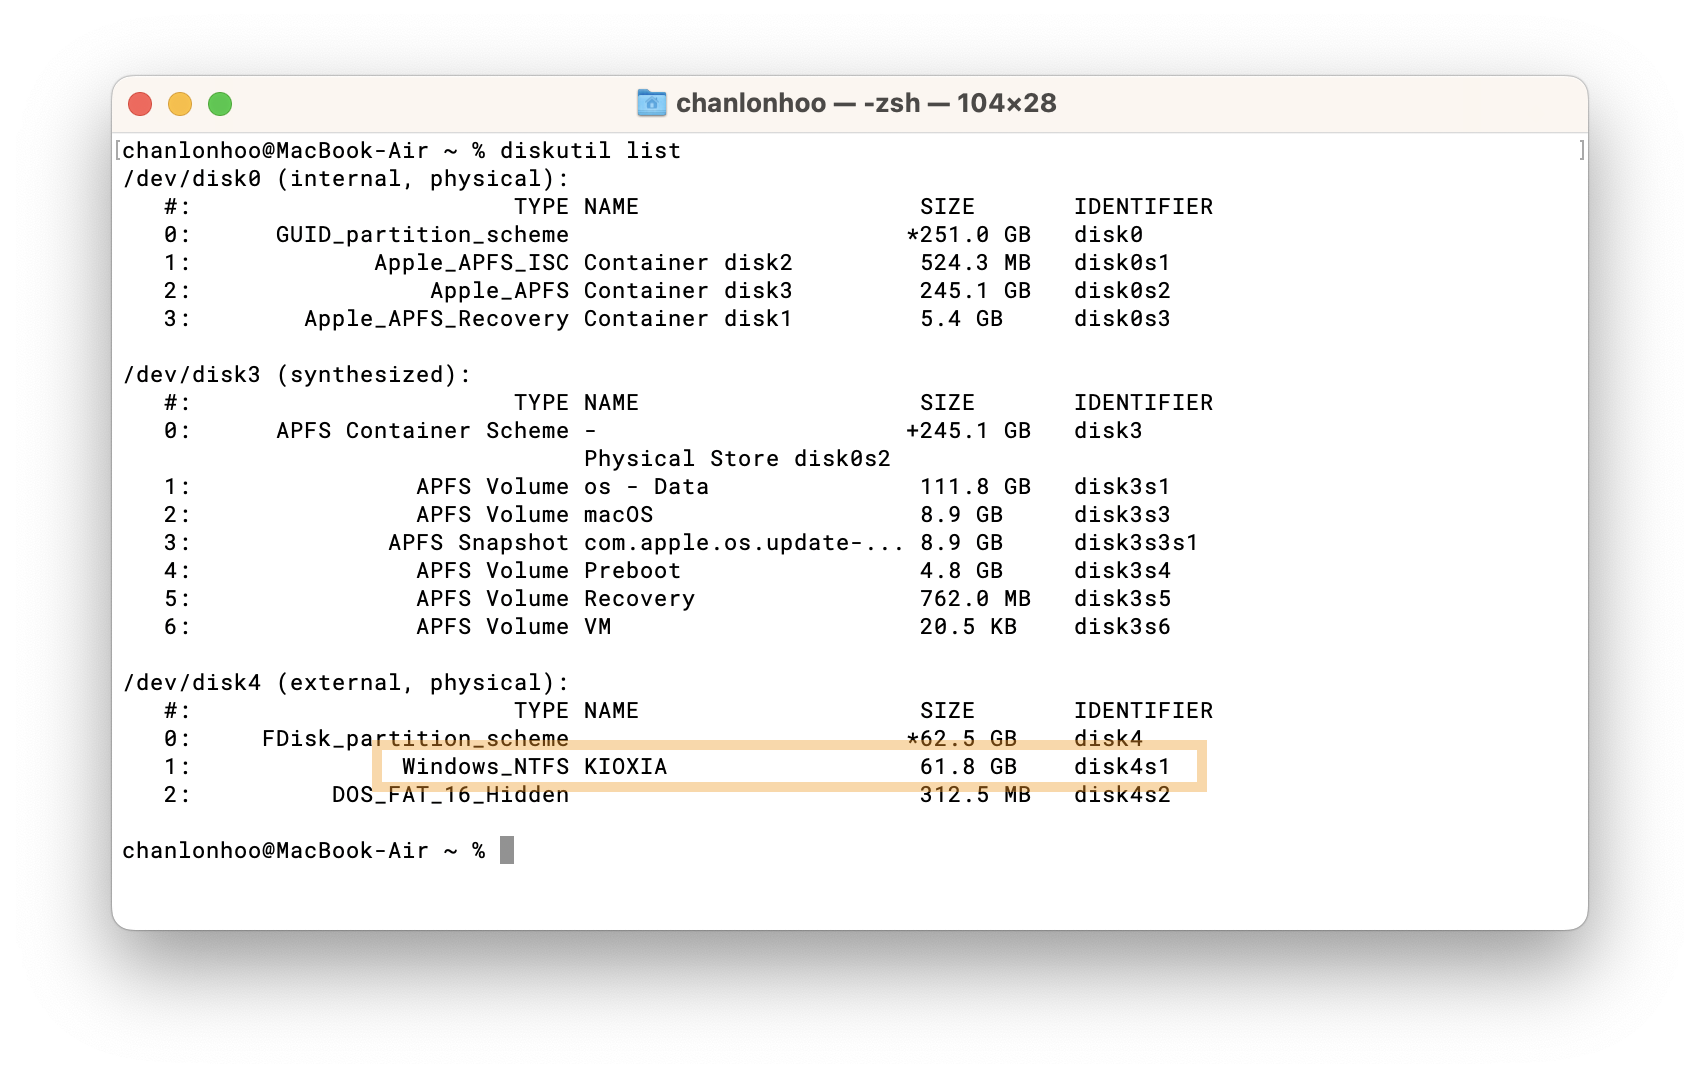 chanlonhoo — -zsh — 104×28
[chanlonhoo@MacBook-Air ~ % diskutil list ]
/dev/disk0 (internal, physical):
   #:                       TYPE NAME                    SIZE       IDENTIFIER
   0:      GUID_partition_scheme                        *251.0 GB   disk0
   1:             Apple_APFS_ISC Container disk2         524.3 MB   disk0s1
   2:                 Apple_APFS Container disk3         245.1 GB   disk0s2
   3:        Apple_APFS_Recovery Container disk1         5.4 GB     disk0s3
/dev/disk3 (synthesized):
   #:                       TYPE NAME                    SIZE       IDENTIFIER
   0:      APFS Container Scheme -                      +245.1 GB   disk3
                                 Physical Store disk0s2
   1:                APFS Volume os - Data               111.8 GB   disk3s1
   2:                APFS Volume macOS                   8.9 GB     disk3s3
   3:              APFS Snapshot com.apple.os.update-... 8.9 GB     disk3s3s1
   4:                APFS Volume Preboot                 4.8 GB     disk3s4
   5:                APFS Volume Recovery                762.0 MB   disk3s5
   6:                APFS Volume VM                      20.5 KB    disk3s6
/dev/disk4 (external, physical):
   #:                       TYPE NAME                    SIZE       IDENTIFIER
   0:     FDisk_partition_scheme                        *62.5 GB    disk4
   1:               Windows_NTFS KIOXIA                  61.8 GB    disk4s1
   2:          DOS_FAT_16_Hidden                         312.5 MB   disk4s2
chanlonhoo@MacBook-Air ~ %